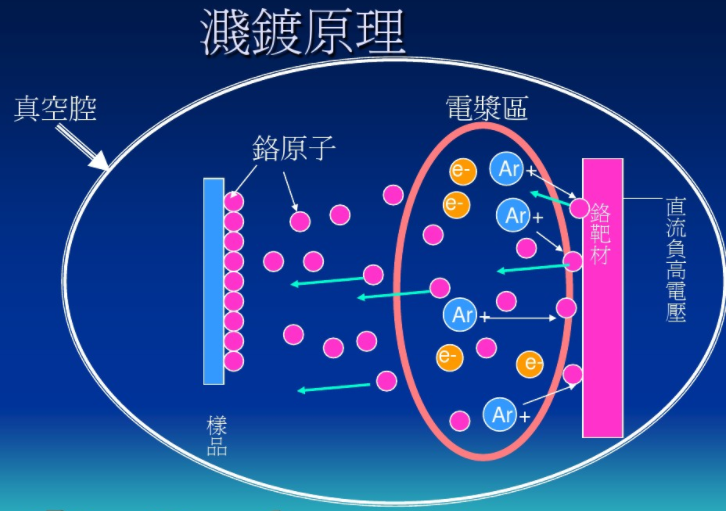 濺鍍原理
真空腔
電漿區
鉻原子
e-
Ar+
e-
Ar+
鉻靶材
直流負高電壓
Ar+
e-
e-
Ar+
樣品